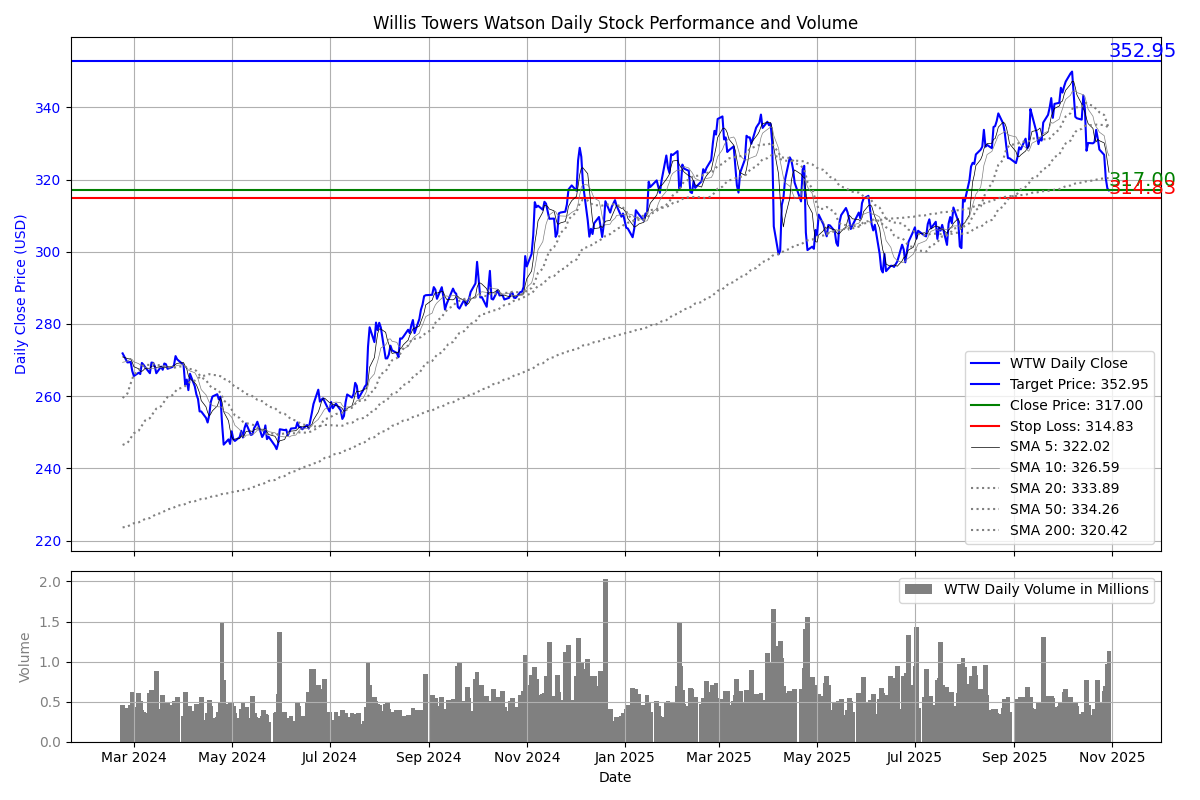 Willis Towers Watson Daily Stock Performance and Volume
352.95
340
320
300
280
260
240
220
Daily Close Price (USD)
317.00
314.83
WTW Daily Close
Target Price: 352.95
Close Price: 317.00
Stop Loss: 314.83
SMA 5: 322.02
SMA 10: 326.59
SMA 20: 333.89
SMA 50: 334.26
SMA 200: 320.42
2.0
1.5
1.0
0.5
0.0
Volume
WTW Daily Volume in Millions
Mar 2024 May 2024 Jul 2024 Sep 2024 Nov 2024 Jan 2025 Mar 2025 May 2025 Jul 2025 Sep 2025 Nov 2025
Date